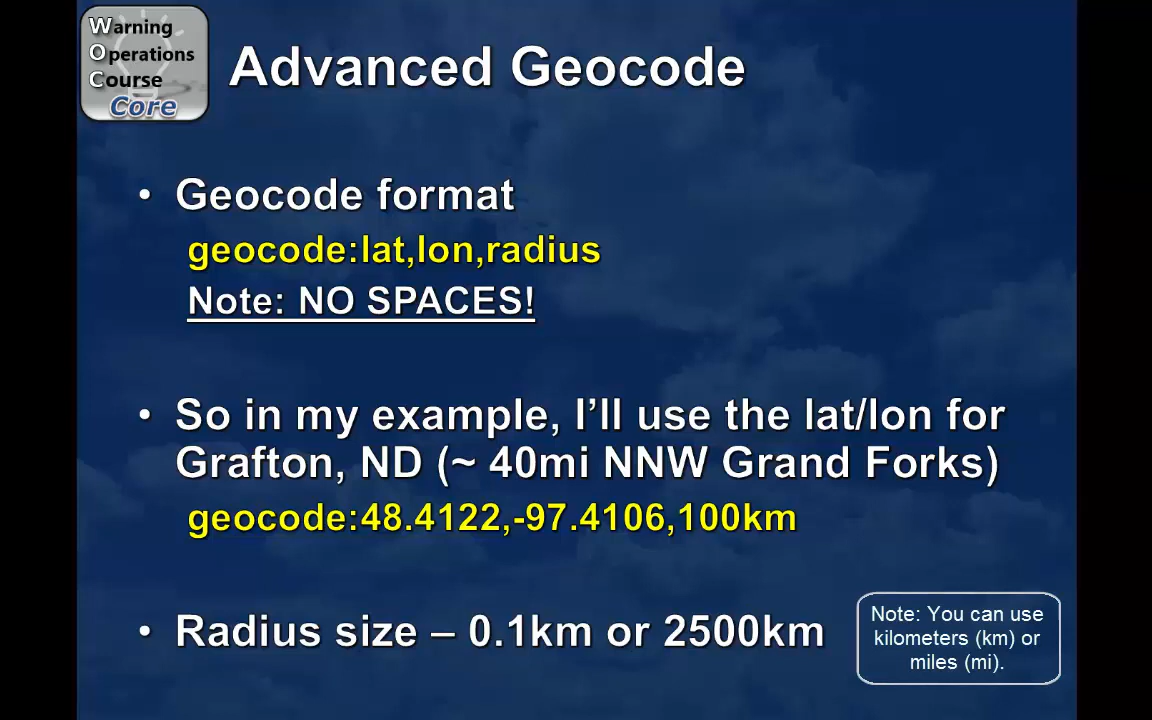 Warning
Operations
Course
Core
Advanced Geocode
• Geocode format
geocode:lat,lon,radius
Note: NO SPACES!
• So in my example, I’ll use the lat/lon for
Grafton, ND (~ 40mi NNW Grand Forks)
geocode:48.4122,-97.4106,100km
• Radius size – 0.1km or 2500km
Note: You can use
kilometers (km) or
miles (mi).